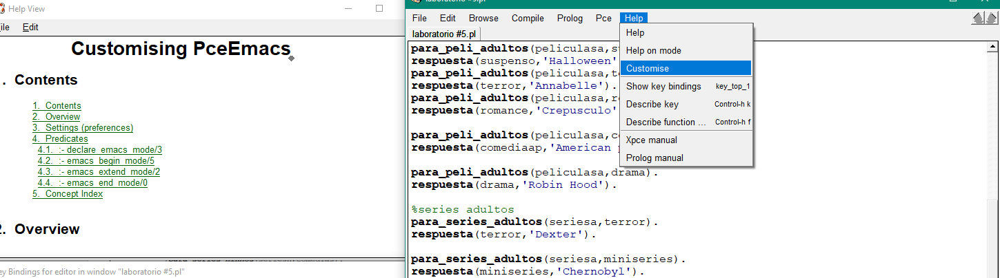 Help View
File Edit
Customising PceEmacs
1. Contents
1. Contents
2. Overview
3. Settings (preferences)
4. Predicates
4.1. :- declare_emacs_mode/3
4.2. :- emacs_begin_mode/5
4.3. :- emacs_extend_mode/2
4.4. :- emacs_end_mode/0
5. Concept Index
2. Overview
ey Bindings for editor in window "laboratorio #5.pl"
laboratorio #5.pl
File Edit Browse Compile Prolog Pce Help
laboratorio #5.pl
para_peli_adultos(peliculasa,su
respuesta(suspenso,'Halloween'
para_peli_adultos(peliculasa,te
respuesta(terror,'Annabelle').
para_peli_adultos(peliculasa,ro
respuesta(romance,'Crepusculo'
para_peli_adultos(peliculasa,co
respuesta(comediaap,'American p
para_peli_adultos(peliculasa,drama).
respuesta(drama,'Robin Hood').
%series adultos
para_series_adultos(seriesa,terror).
respuesta(terror,'Dexter').
para_series_adultos(seriesa,miniseries).
respuesta(miniseries,'Chernobyl').
Help
Help on mode
Customise
Show key bindings key_top_1
Describe key Control-h k
Describe function ... Control-h f
Xpce manual
Prolog manual